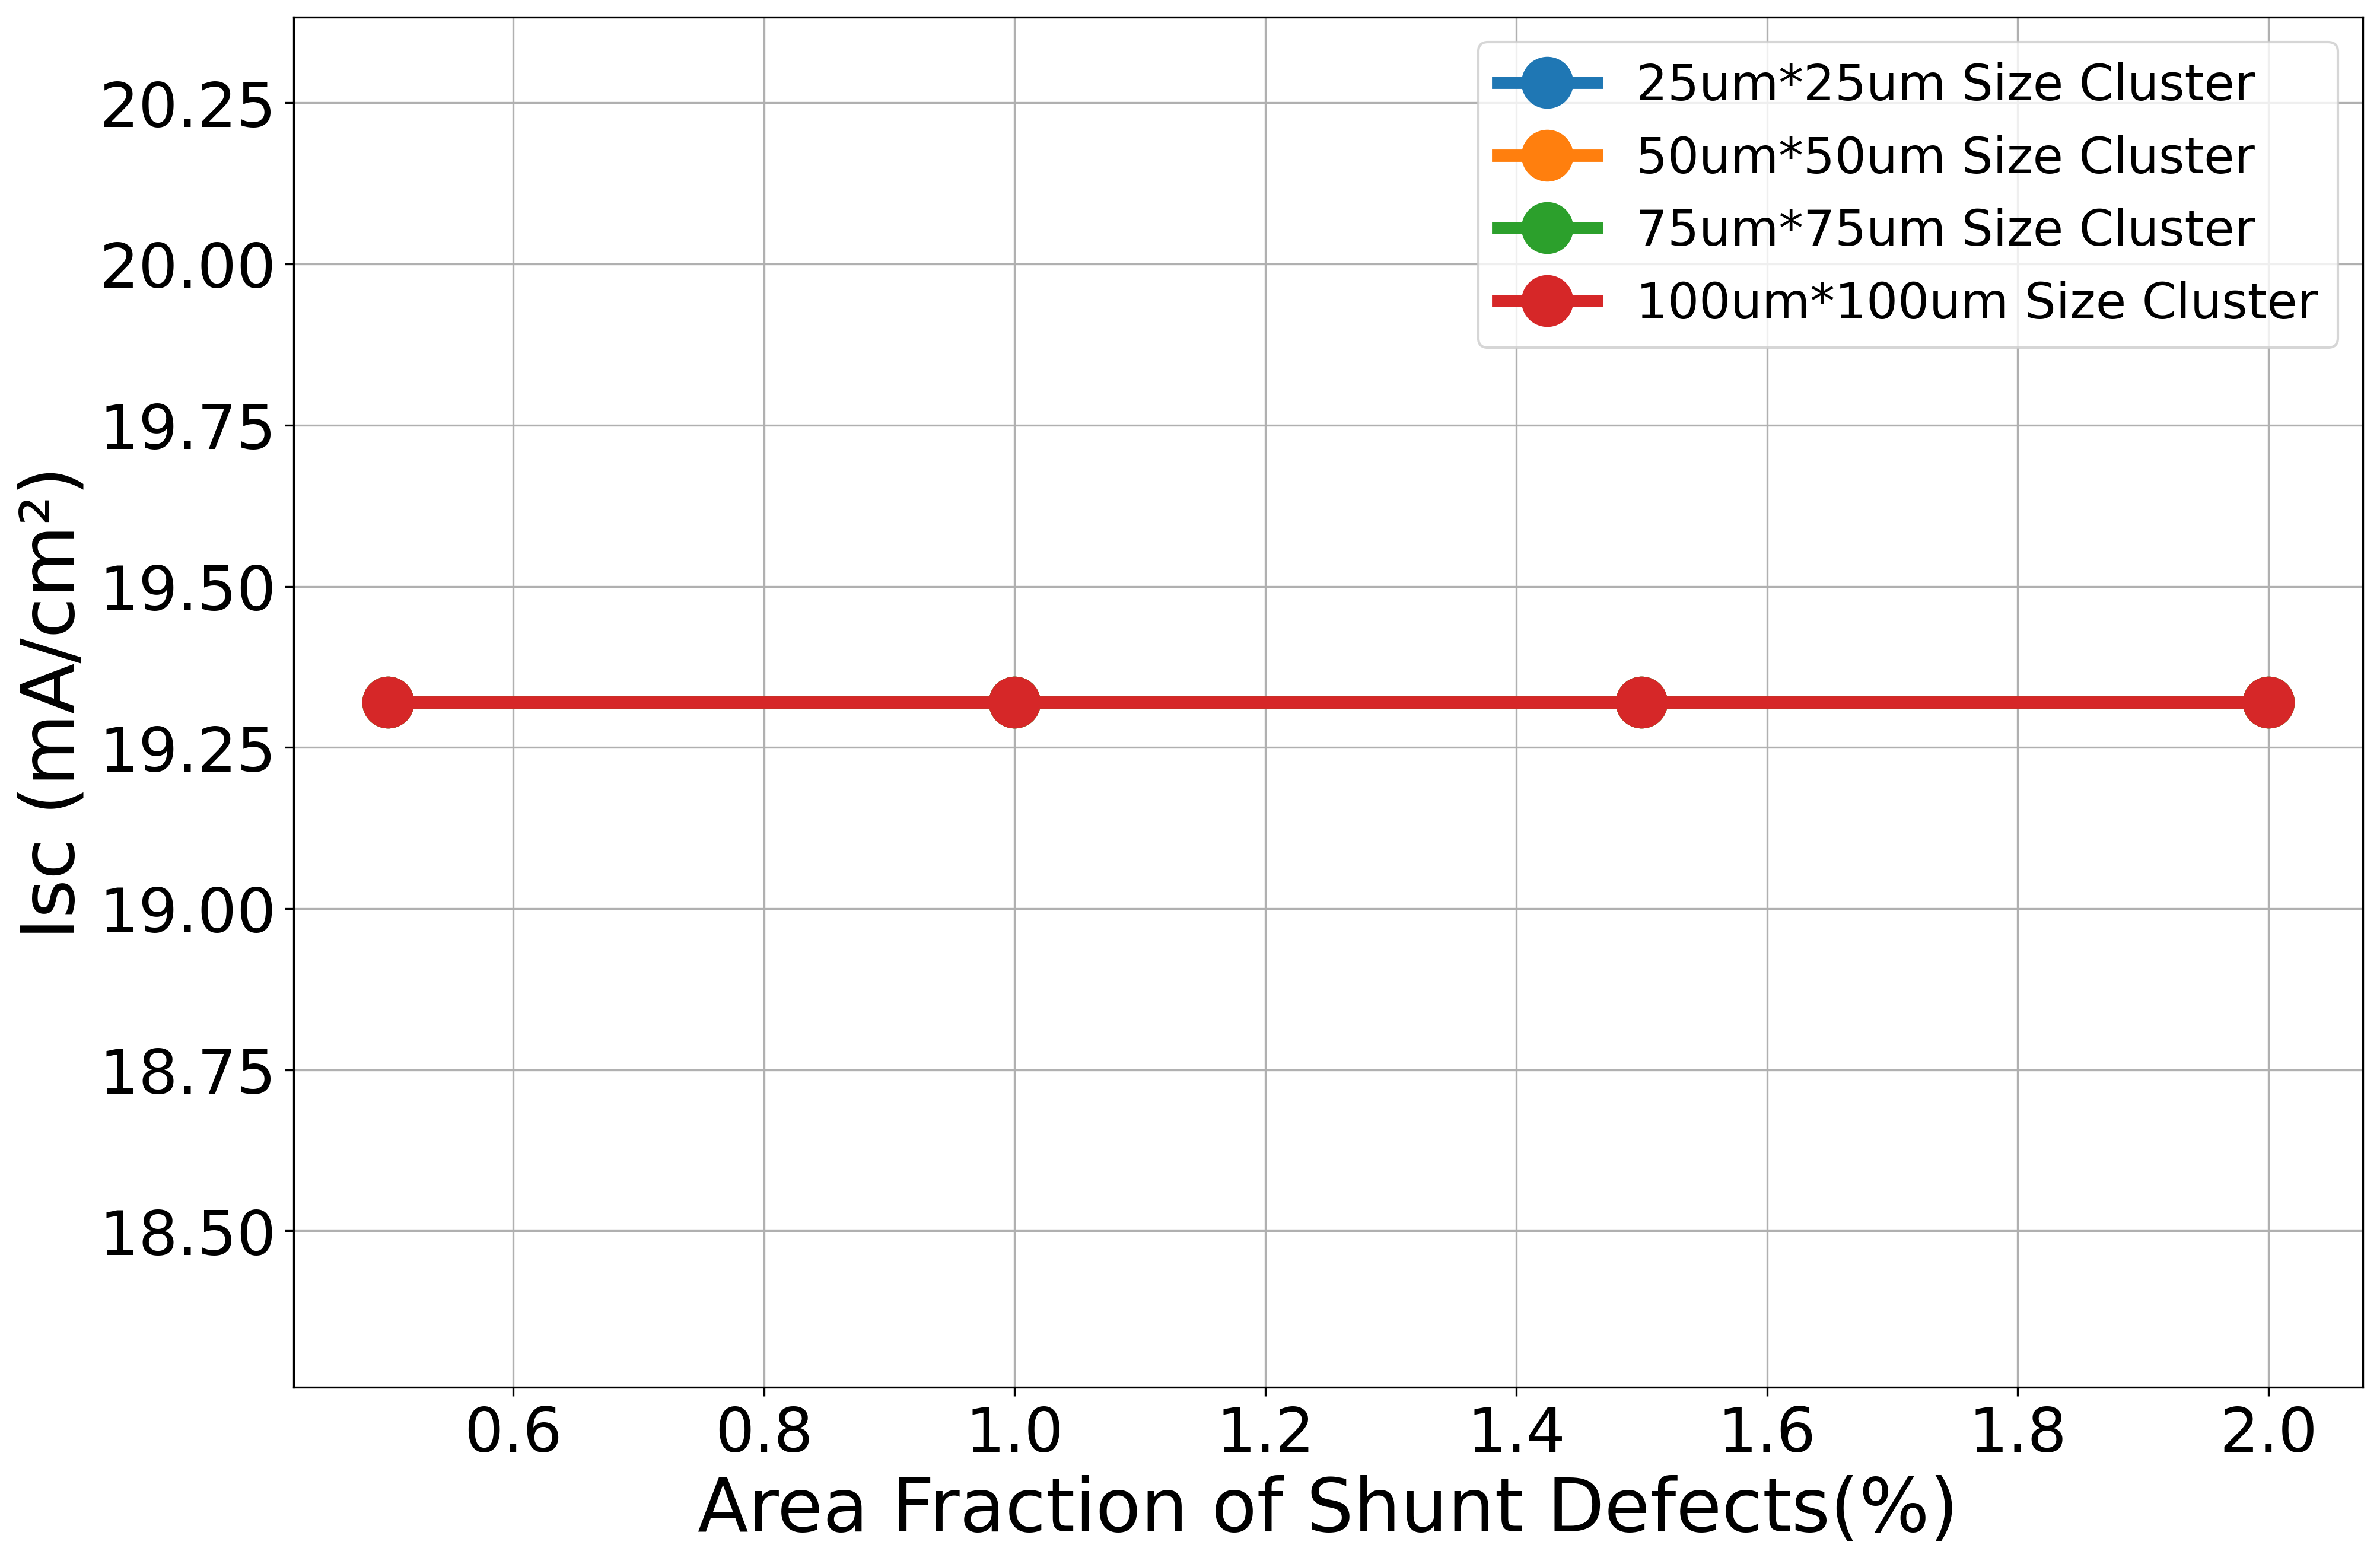 Isc (mA/cm²)
20.25
20.00
19.75
19.50
19.25
19.00
18.75
18.50
25um*25um Size Cluster
50um*50um Size Cluster
75um*75um Size Cluster
100um*100um Size Cluster
0.6 0.8 1.0 1.2 1.4 1.6 1.8 2.0
Area Fraction of Shunt Defects(%)